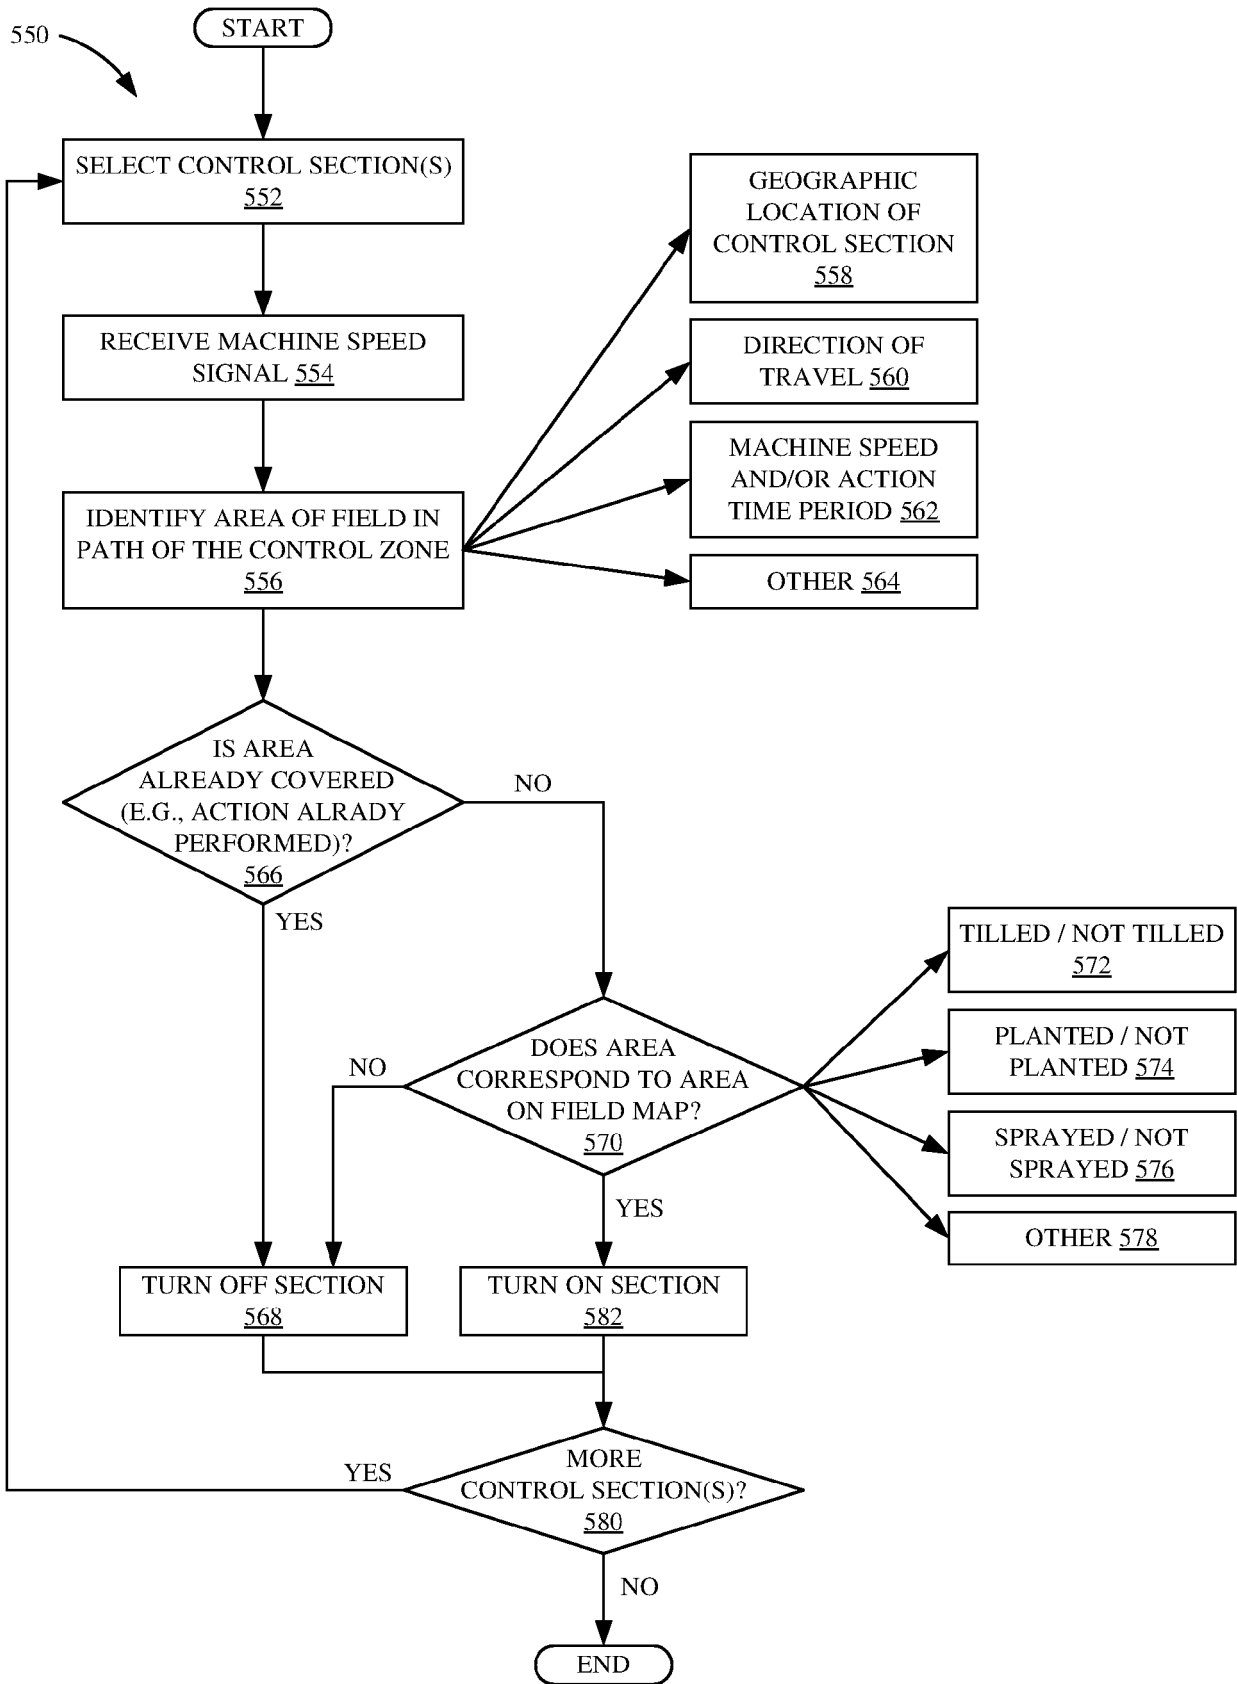 START
550
SELECT CONTROL SECTION(S)
552
RECEIVE MACHINE SPEED
SIGNAL 554
IDENTIFY AREA OF FIELD IN
PATH OF THE CONTROL ZONE
556
GEOGRAPHIC
LOCATION OF
CONTROL SECTION
558
DIRECTION OF
TRAVEL 560
MACHINE SPEED
AND/OR ACTION
TIME PERIOD 562
OTHER 564
IS AREA
ALREADY COVERED
(E.G., ACTION ALRADY
PERFORMED)?
566
NO
YES
DOES AREA
CORRESPOND TO AREA
ON FIELD MAP?
570
NO
YES
TILLED / NOT TILLED
572
PLANTED / NOT
PLANTED 574
SPRAYED / NOT
SPRAYED 576
OTHER 578
TURN OFF SECTION
568
TURN ON SECTION
582
MORE
CONTROL SECTION(S)?
580
YES
NO
END